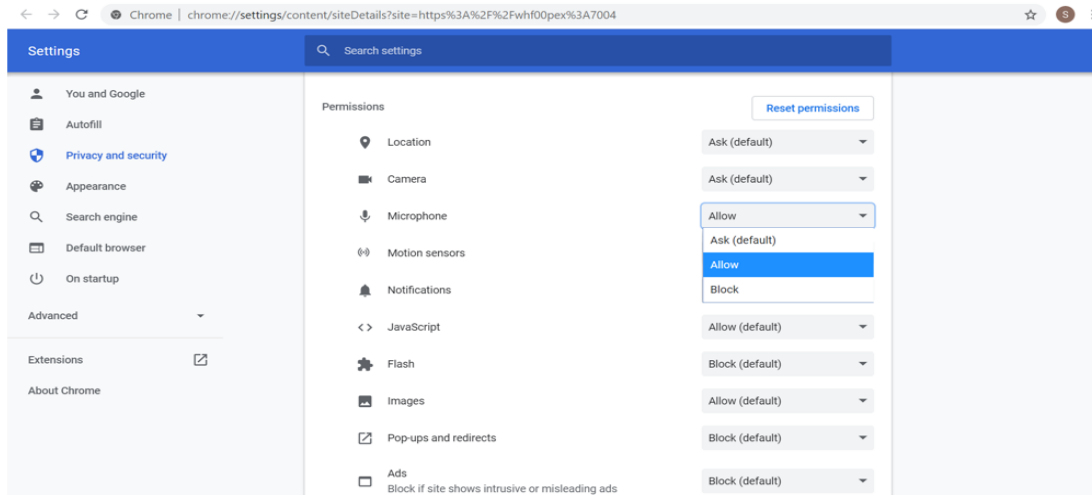 Chrome | chrome://settings/content/siteDetails?site=https%3A%2F%2Fwhf00pex%3A7004
S
Settings
Search settings
You and Google
Autofill
Privacy and security
Appearance
Search engine
Default browser
On startup
Advanced
Extensions
About Chrome
Permissions
Reset permissions
Location Ask (default)
Camera Ask (default)
Microphone Allow
Ask (default)
Allow
Block
Motion sensors
Notifications
JavaScript Allow (default)
Flash Block (default)
Images Allow (default)
Pop-ups and redirects Block (default)
Ads Block (default)
Block if site shows intrusive or misleading ads